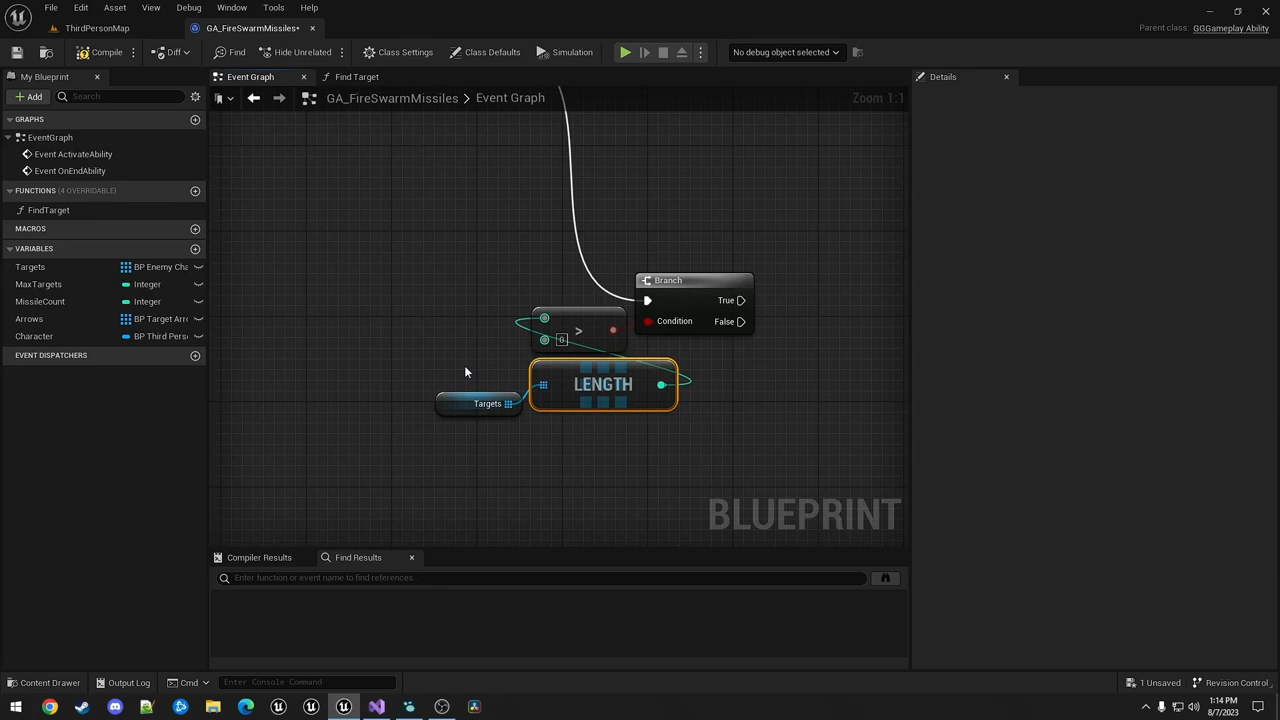 File Edit Asset View Debug Window Tools Help
ThirdPersonMap
GA_FireSwarmMissiles•
Parent class: GGGameplay Ability
Compile
Diff
Find
Hide Unrelated
Class Settings
Class Defaults
Simulation
No debug object selected
My Blueprint
Event Graph
Find Target
Details
Add
Search
GA_FireSwarmMissiles > Event Graph
Zoom 1:1
GRAPHS
EventGraph
Event ActivateAbility
Event OnEndAbility
FUNCTIONS (4 OVERRIDABLE)
FindTarget
MACROS
VARIABLES
Targets BP Enemy Cha
MaxTargets Integer
MissileCount Integer
Arrows BP Target Arro
Character BP Third Perso
EVENT DISPATCHERS
Branch
True
Condition False
>
0
LENGTH
Targets
BLUEPRINT
Compiler Results
Find Results
Enter function or event name to find references...
Content Drawer
Output Log
Cmd
Enter Console Command
1 Unsaved
Revision Control
1:14 PM
8/7/2023